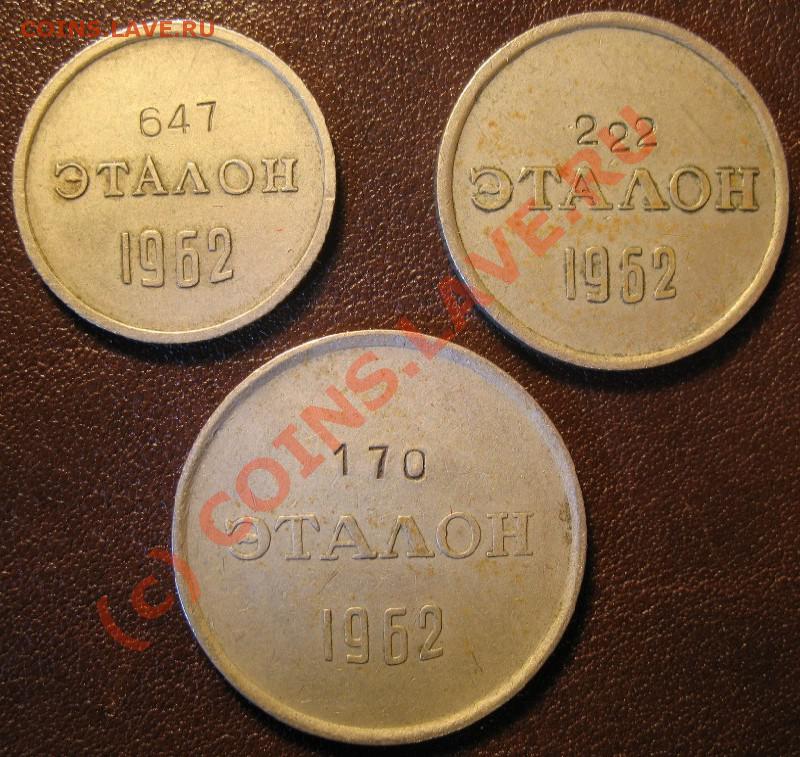 COINS.LAVE.RU
647
ЭТАЛОН
1962
222
ЭТАЛОН
1962
170
ЭТАЛОН
1962
(c) COINS.LAVE.RU